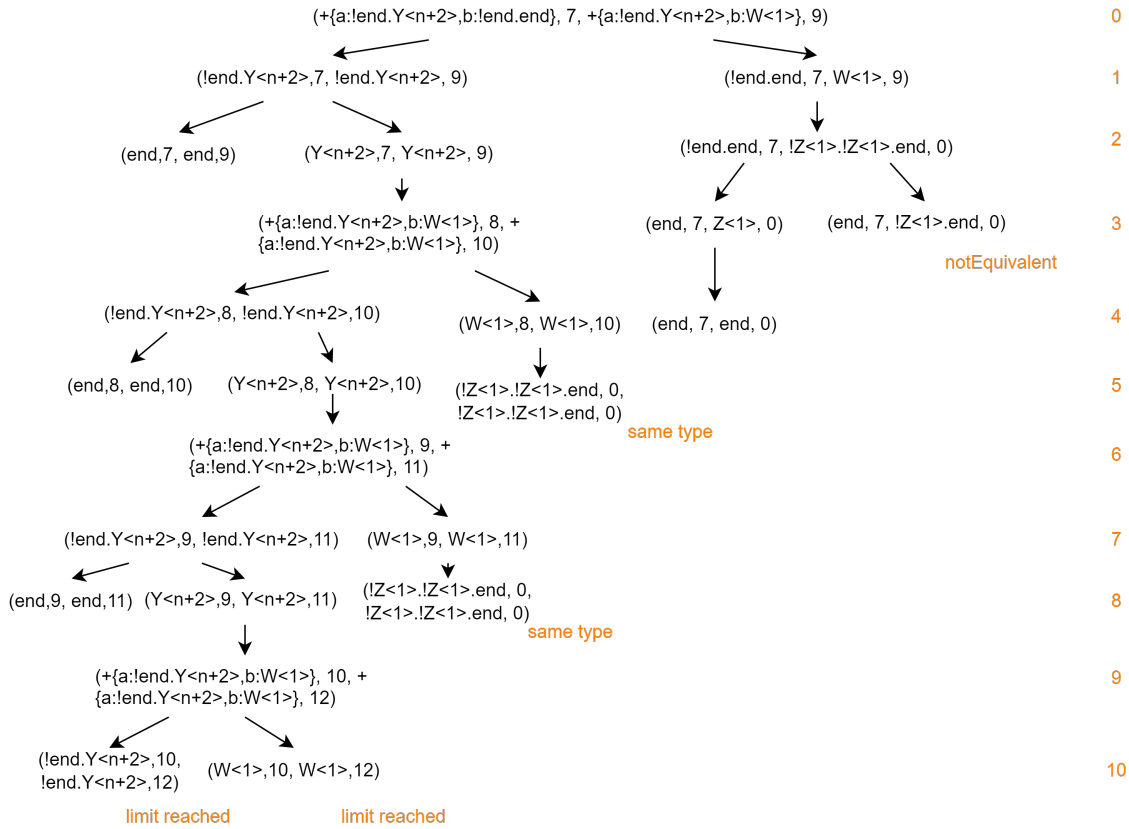 (+{a:!end.Y<n+2>,b:!end.end}, 7, +{a:!end.Y<n+2>,b:W<1>}, 9)
0
(!end.Y<n+2>,7, !end.Y<n+2>, 9)
(!end.end, 7, W<1>, 9)
1
(end,7, end,9)
(Y<n+2>,7, Y<n+2>, 9)
(!end.end, 7, !Z<1>.!Z<1>.end, 0)
2
(+{a:!end.Y<n+2>,b:W<1>}, 8, +
{a:!end.Y<n+2>,b:W<1>}, 10)
(end, 7, Z<1>, 0)
(end, 7, !Z<1>.end, 0)
3
notEquivalent
(!end.Y<n+2>,8, !end.Y<n+2>,10)
(W<1>,8, W<1>,10)
(end, 7, end, 0)
4
(end,8, end,10)
(Y<n+2>,8, Y<n+2>,10)
(!Z<1>.!Z<1>.end, 0,
!Z<1>.!Z<1>.end, 0)
5
same type
(+{a:!end.Y<n+2>,b:W<1>}, 9, +
{a:!end.Y<n+2>,b:W<1>}, 11)
6
(!end.Y<n+2>,9, !end.Y<n+2>,11)
(W<1>,9, W<1>,11)
7
(end,9, end,11)
(Y<n+2>,9, Y<n+2>,11)
(!Z<1>.!Z<1>.end, 0,
!Z<1>.!Z<1>.end, 0)
8
same type
(+{a:!end.Y<n+2>,b:W<1>}, 10, +
{a:!end.Y<n+2>,b:W<1>}, 12)
9
(!end.Y<n+2>,10,
!end.Y<n+2>,12)
(W<1>,10, W<1>,12)
10
limit reached
limit reached